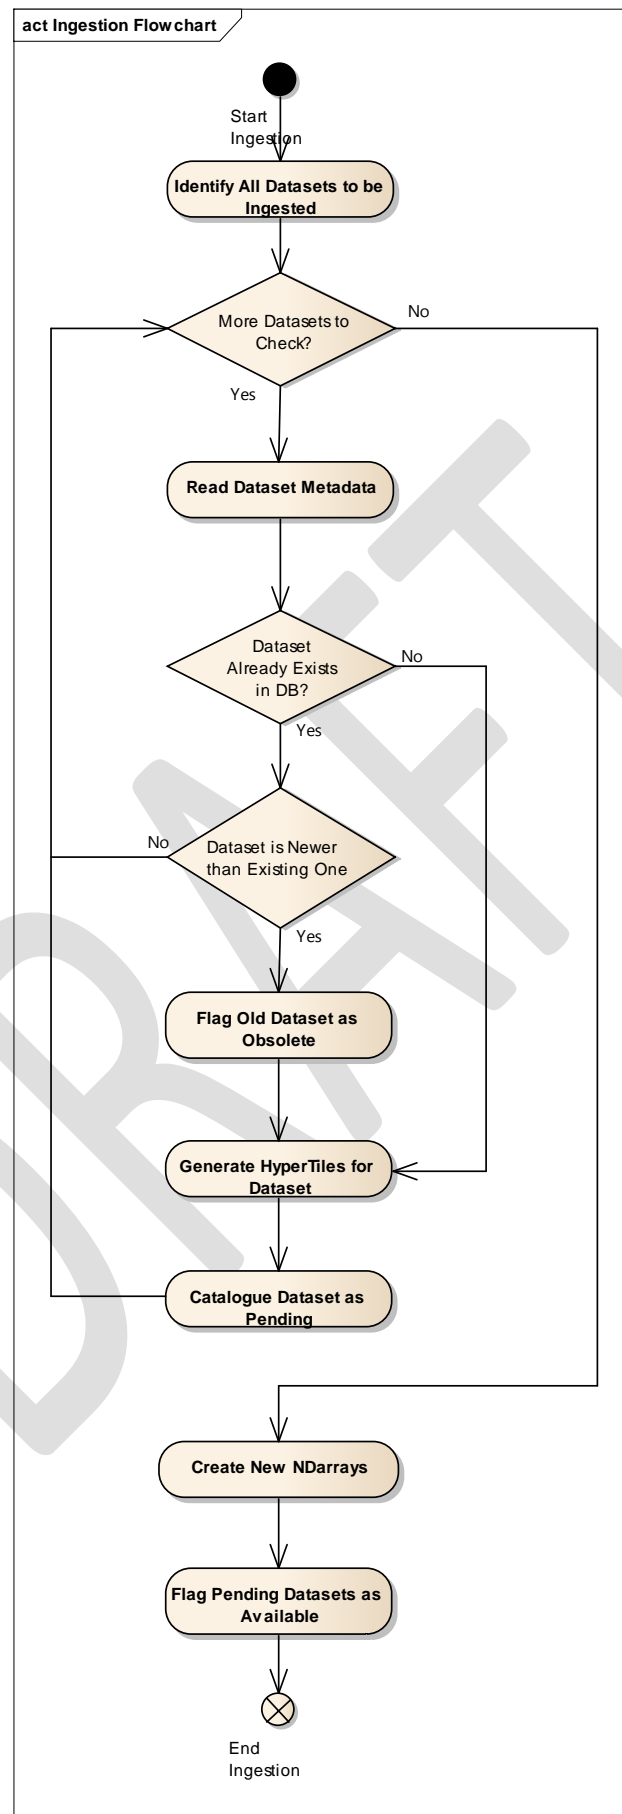 act Ingestion Flowchart
Start
Ingestion
Identify All Datasets to be
Ingested
More Datasets to
Check?
No
Yes
Read Dataset Metadata
Dataset
Already Exists
in DB?
No
Yes
Dataset is Newer
than Existing One
No
Yes
Flag Old Dataset as
Obsolete
Generate HyperTiles for
Dataset
Catalogue Dataset as
Pending
Create New NDarrays
Flag Pending Datasets as
Available
End
Ingestion
DRAFT